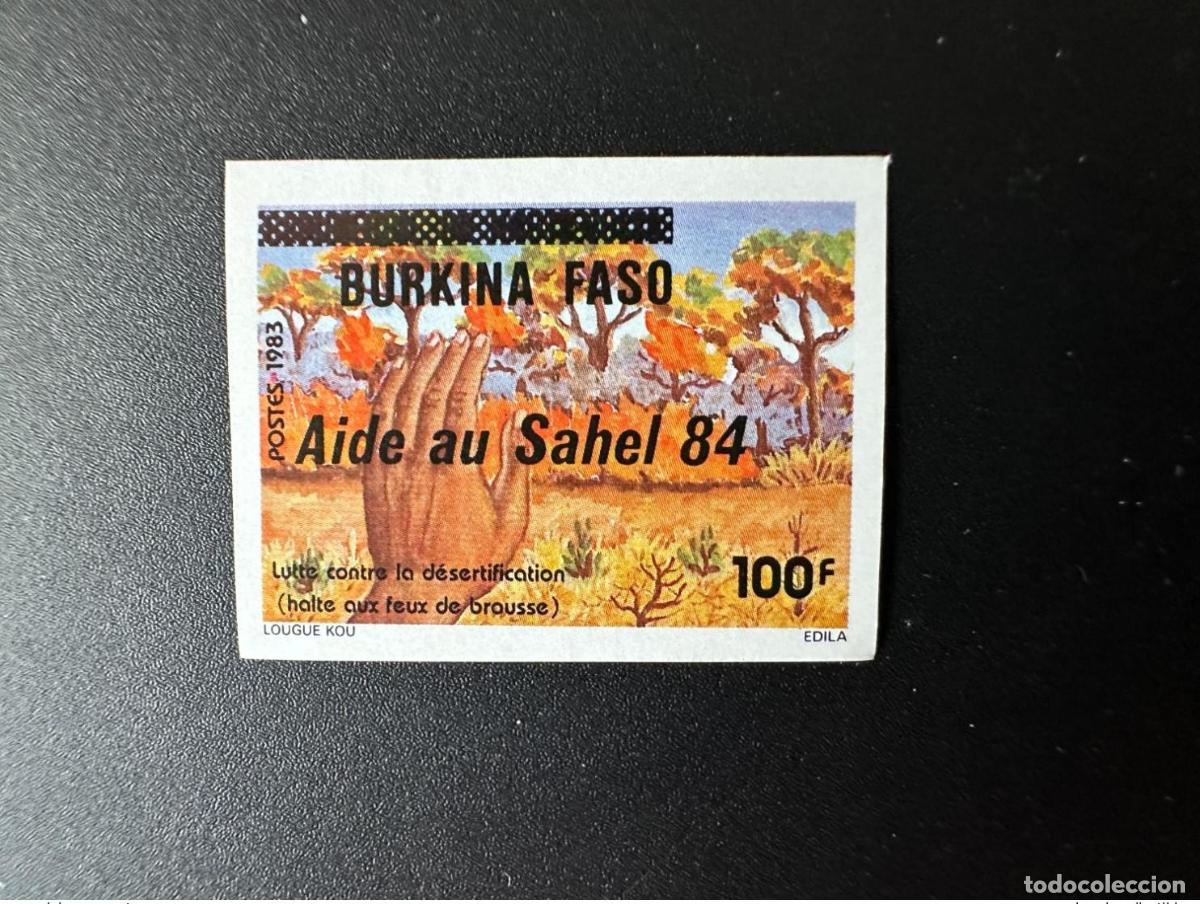 BURKINA FASO
POSTES 1983
Aide au Sahel 84
Lutte contre la désertification
(halte aux feux de brousse)
100F
LOUGUE KOU
EDILA
todocoleccion